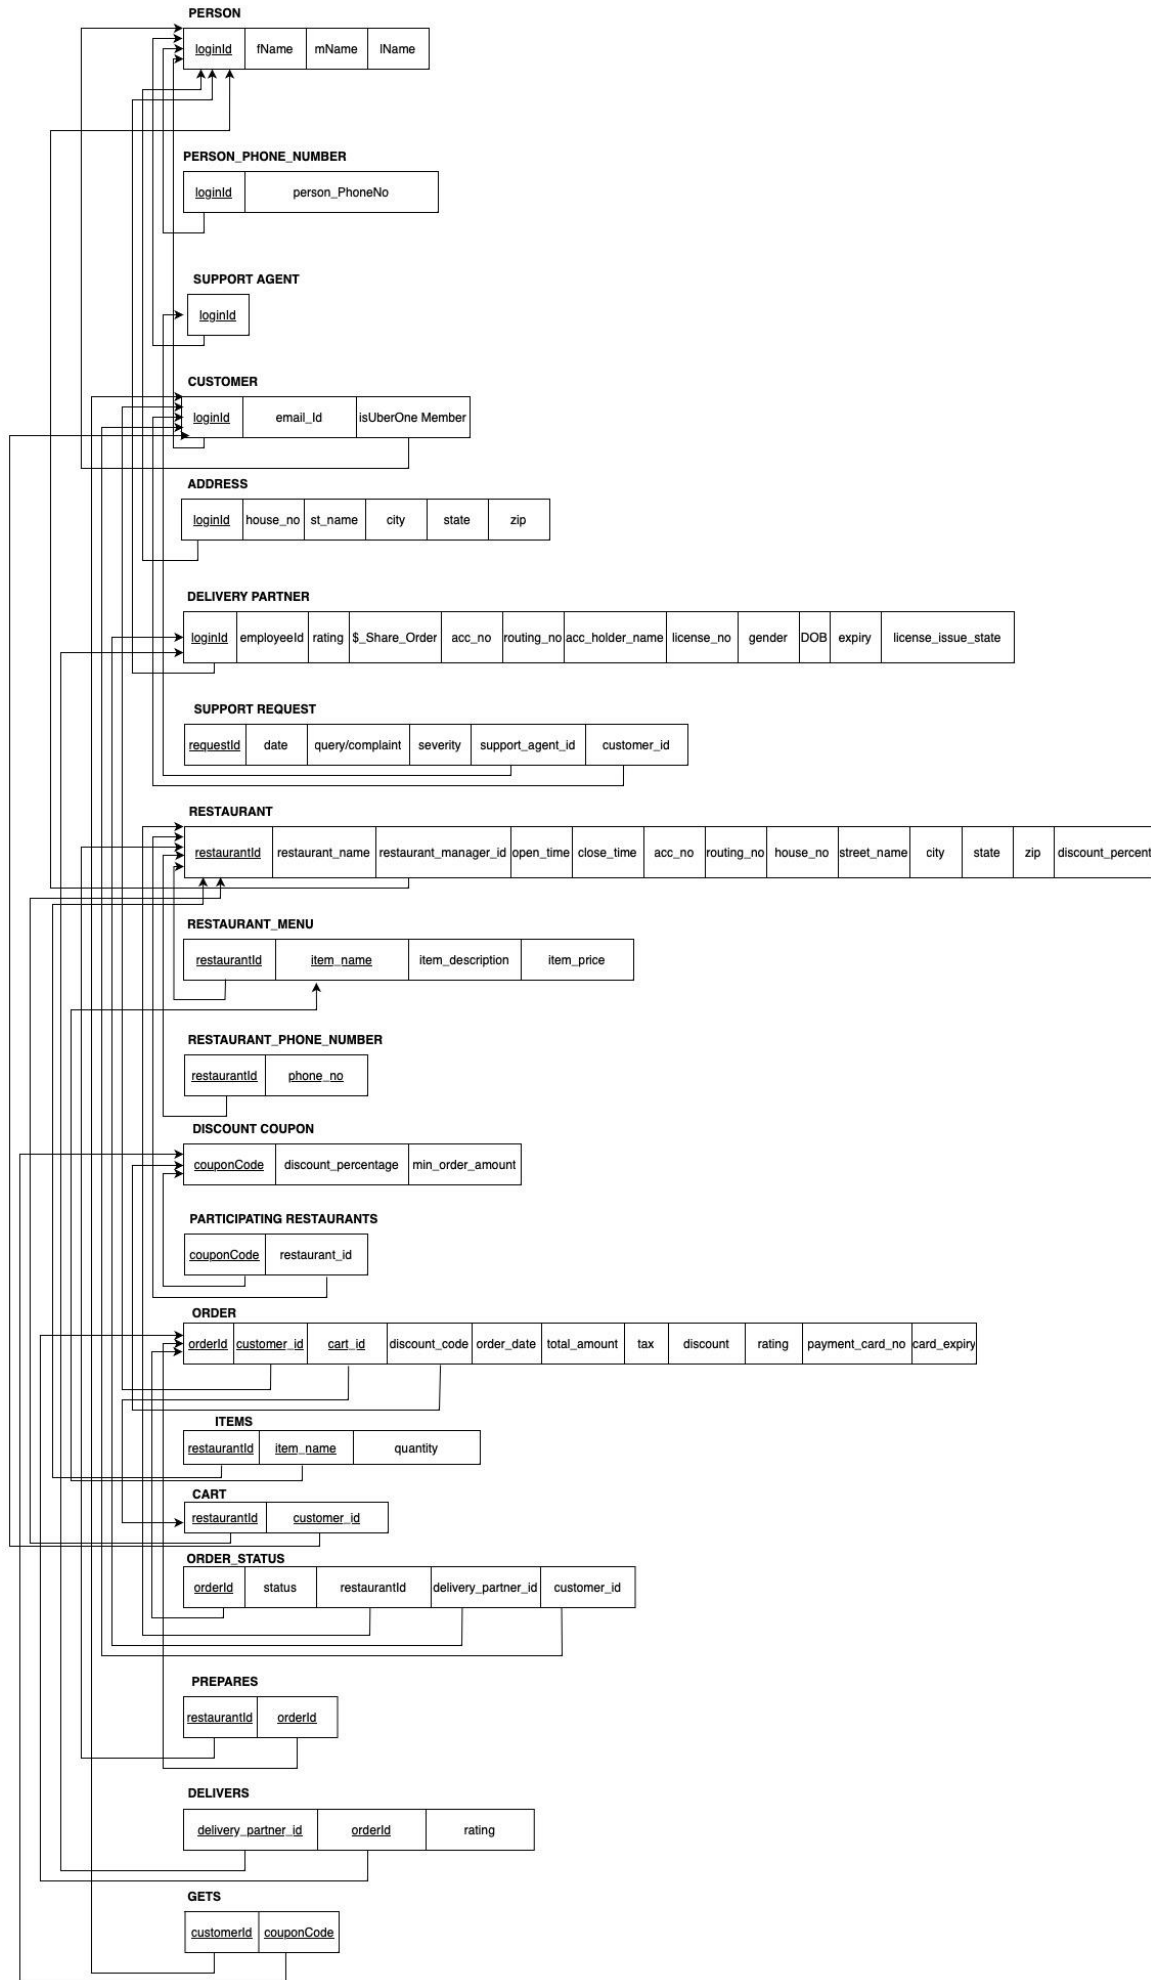 PERSON
loginId fName mName lName
PERSON_PHONE_NUMBER
loginId person_PhoneNo
SUPPORT AGENT
loginId
CUSTOMER
loginId email_Id isUberOne Member
ADDRESS
loginId house_no st_name city state zip
DELIVERY PARTNER
loginId employeeId rating $_Share_Order acc_no routing_no acc_holder_name license_no gender DOB expiry license_issue_state
SUPPORT REQUEST
requestId date query/complaint severity support_agent_id customer_id
RESTAURANT
restaurantId restaurant_name restaurant_manager_id open_time close_time acc_no routing_no house_no street_name city state zip discount_percent
RESTAURANT_MENU
restaurantId item_name item_description item_price
RESTAURANT_PHONE_NUMBER
restaurantId phone_no
DISCOUNT COUPON
couponCode discount_percentage min_order_amount
PARTICIPATING RESTAURANTS
couponCode restaurant_id
ORDER
orderId customer_id cart_id discount_code order_date total_amount tax discount rating payment_card_no card_expiry
ITEMS
restaurantId item_name quantity
CART
restaurantId customer_id
ORDER_STATUS
orderId status restaurantId delivery_partner_id customer_id
PREPARES
restaurantId orderId
DELIVERS
delivery_partner_id orderId rating
GETS
customerId couponCode